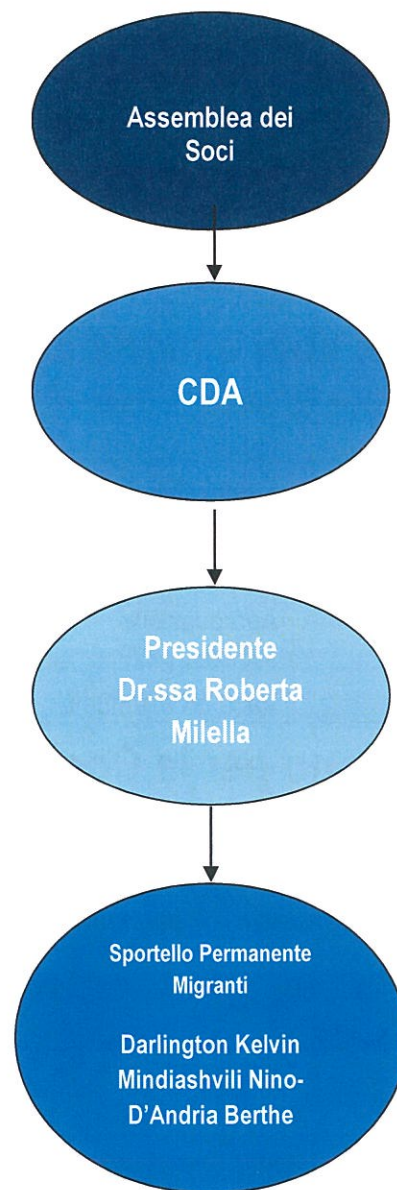 Assemblea dei
Soci
CDA
Presidente
Dr.ssa Roberta
Milella
Sportello Permanente
Migranti
Darlington Kelvin
Mindiashvili Nino-
D'Andria Berthe